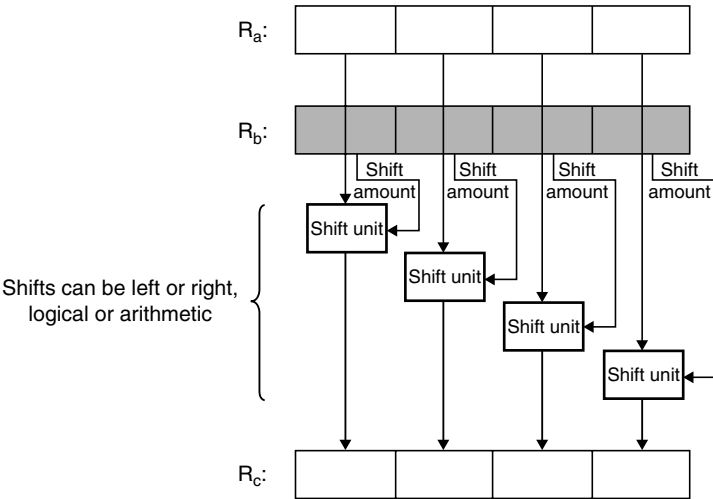 Ra:
Rb:
Shift
amount
Shift
amount
Shift
amount
Shift
amount
Shift unit
Shift unit
Shift unit
Shift unit
Shifts can be left or right,
logical or arithmetic
Rc: